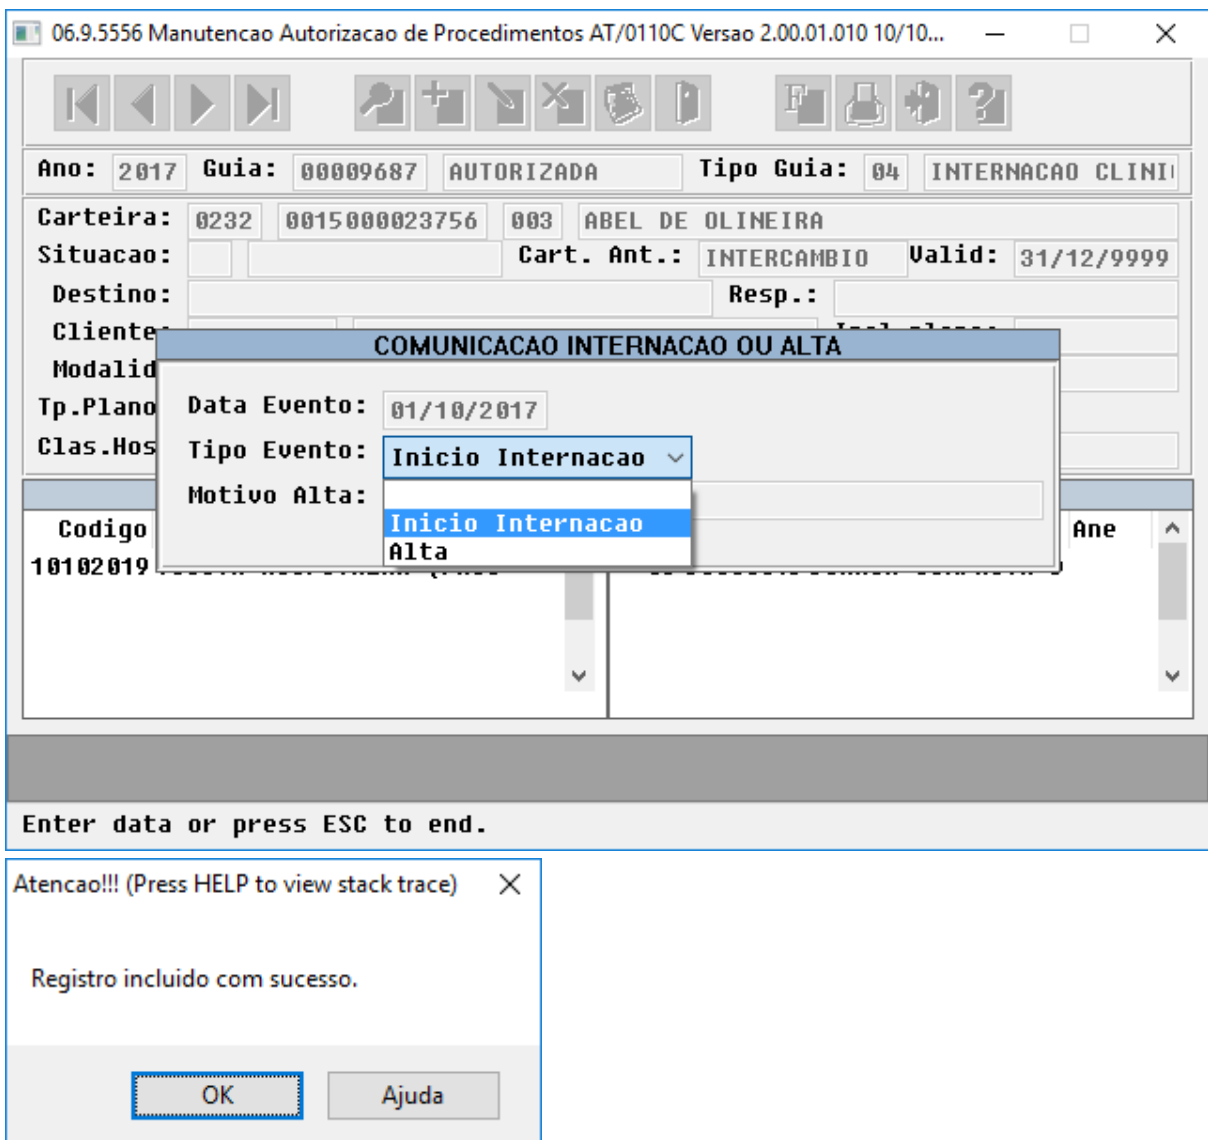 06.9.5556 Manutencao Autorizacao de Procedimentos AT/0110C Versao 2.00.01.010 10/10...
Ano: 2017 Guia: 00009687 AUTORIZADA Tipo Guia: 04 INTERNACAO CLINI
Carteira: 0232 0015000023756 003 ABEL DE OLINEIRA
Situacao: Cart. Ant.: INTERCAMBIO Valid: 31/12/9999
Destino: Resp.:
Cliente
COMUNICACAO INTERNACAO OU ALTA
Modalid
Tp.Plano
Data Evento: 01/10/2017
Clas.Hos
Tipo Evento: Inicio Internacao
Motivo Alta:
Inicio Internacao
Alta
Codigo Ane
10102019
Enter data or press ESC to end.
Atencao!!! (Press HELP to view stack trace)
Registro incluido com sucesso.
OK Ajuda